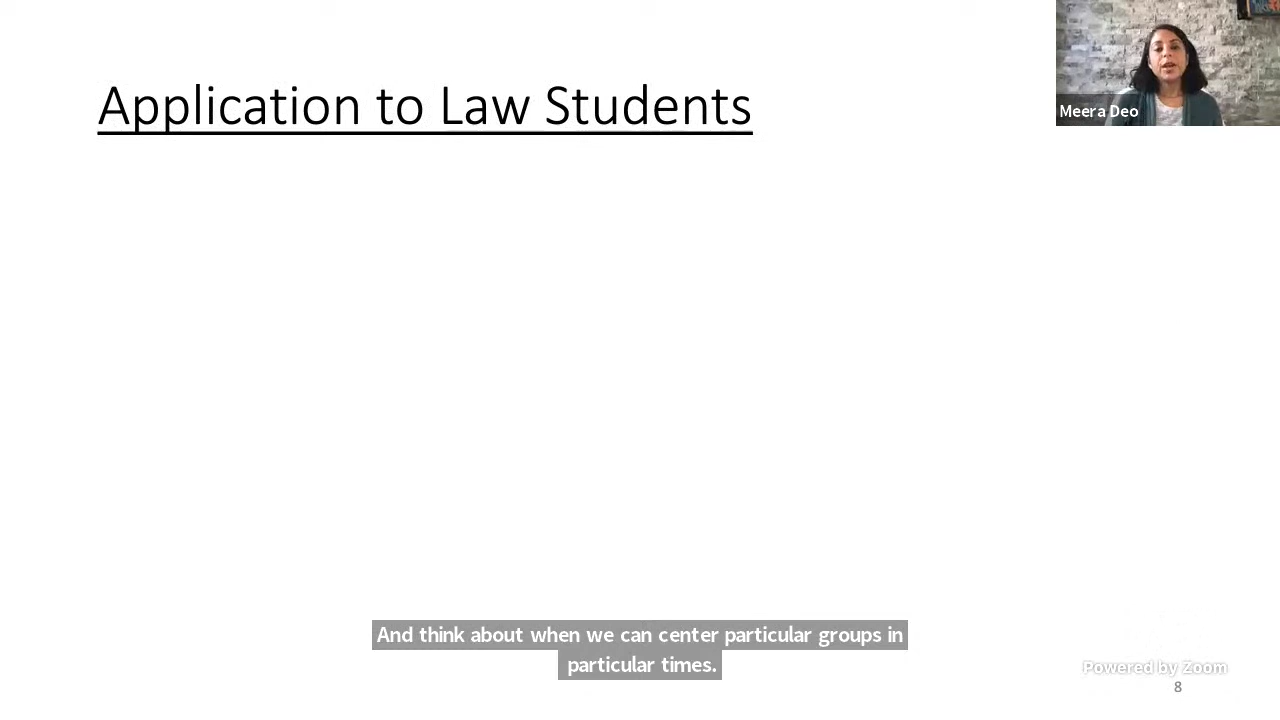 Application to Law Students
Meera Deo
And think about when we can center particular groups in
particular times.
Powered by Zoom
8